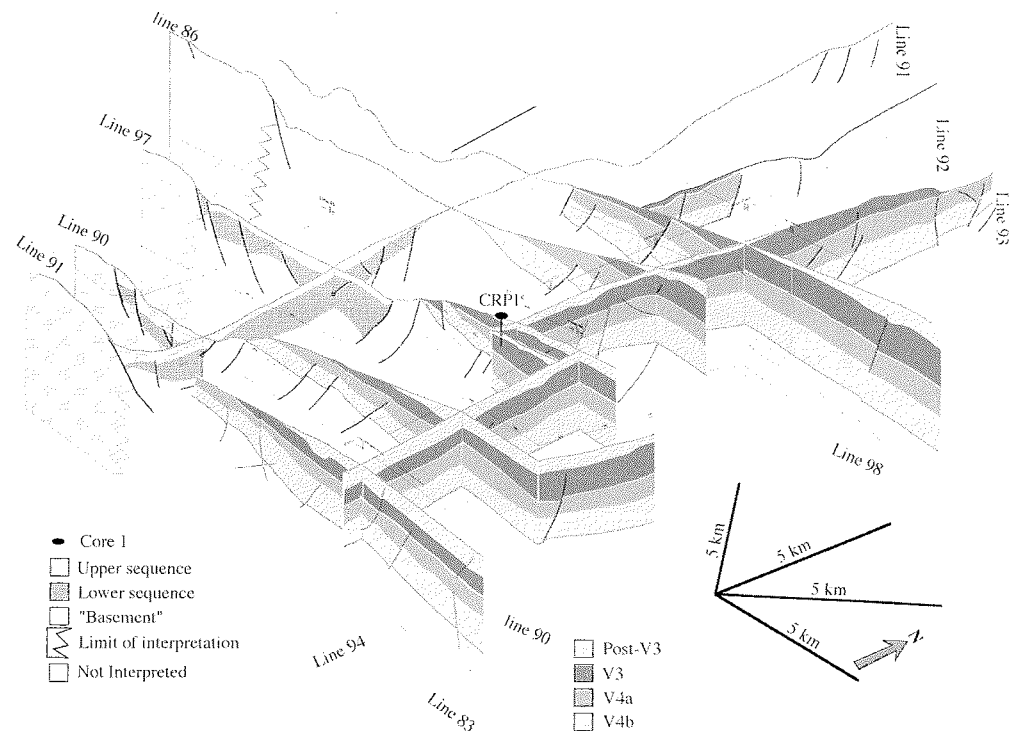 line 86
Line 91
Line 97
Line 92
Line 90
Line 93
Line 91
CRP1
Line 98
Core 1
Upper sequence
Lower sequence
"Basement"
Limit of interpretation
Not Interpreted
Line 94
line 90
Line 83
Post-V3
V3
V4a
V4b
5 km
5 km
5 km
5 km
N